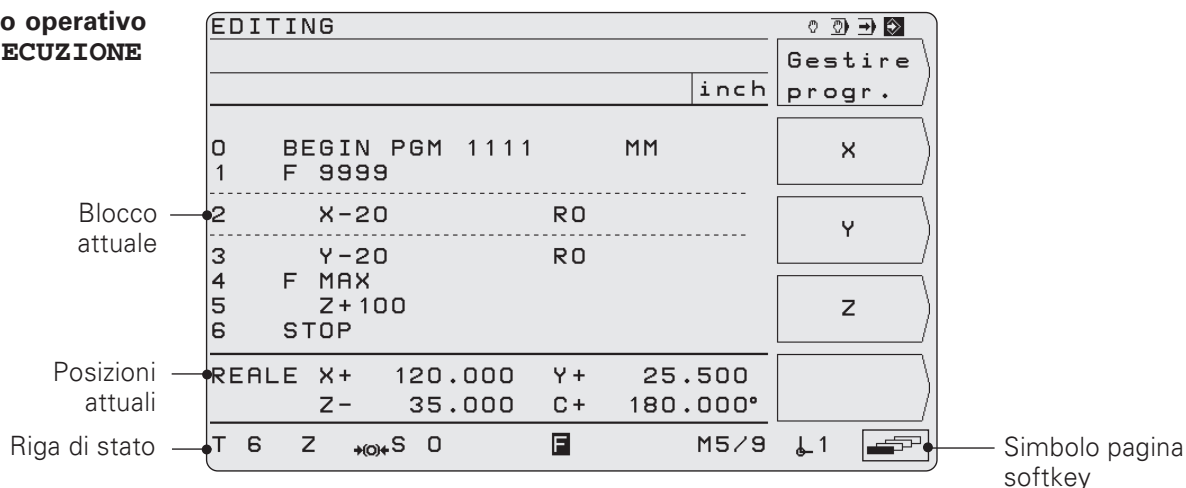 o operativo
ECUZIONE
EDITING
Gestire
progr.
inch
0 BEGIN PGM 1111 MM
1 F 9999
X
Blocco
attuale
2 X-20 R0
Y
3 Y-20 R0
4 F MAX
5 Z+100
6 STOP
Z
Posizioni
attuali
REALE X+ 120.000 Y+ 25.500
Z- 35.000 C+ 180.000°
Riga di stato
T 6 Z S 0 F M5/9 1
Simbolo pagina
softkey